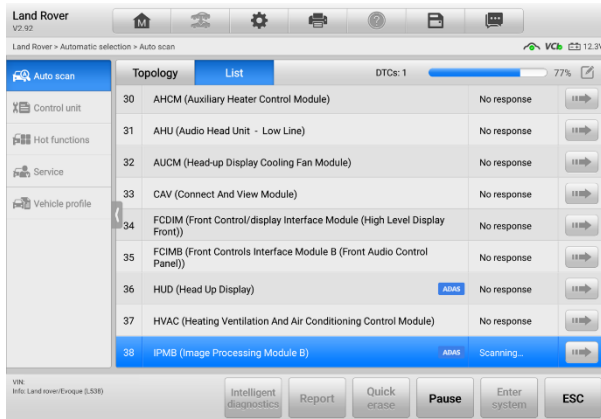 Land Rover
V2.92
Land Rover > Automatic selection > Auto scan
VCI 12.3V
Auto scan
Control unit
Hot functions
Service
Vehicle profile
Topology List DTCs: 1 77%
30 AHCM (Auxiliary Heater Control Module) No response
31 AHU (Audio Head Unit - Low Line) No response
32 AUCM (Head-up Display Cooling Fan Module) No response
33 CAV (Connect And View Module) No response
34 FCDIM (Front Control/display Interface Module (High Level Display
Front)) No response
35 FCIMB (Front Controls Interface Module B (Front Audio Control
Panel)) No response
36 HUD (Head Up Display) ADAS No response
37 HVAC (Heating Ventilation And Air Conditioning Control Module) No response
38 IPMB (Image Processing Module B) ADAS Scanning...
VIN:
Info: Land rover/Evoque [L538]
Intelligent
diagnostics
Report
Quick
erase
Pause
Enter
system
ESC